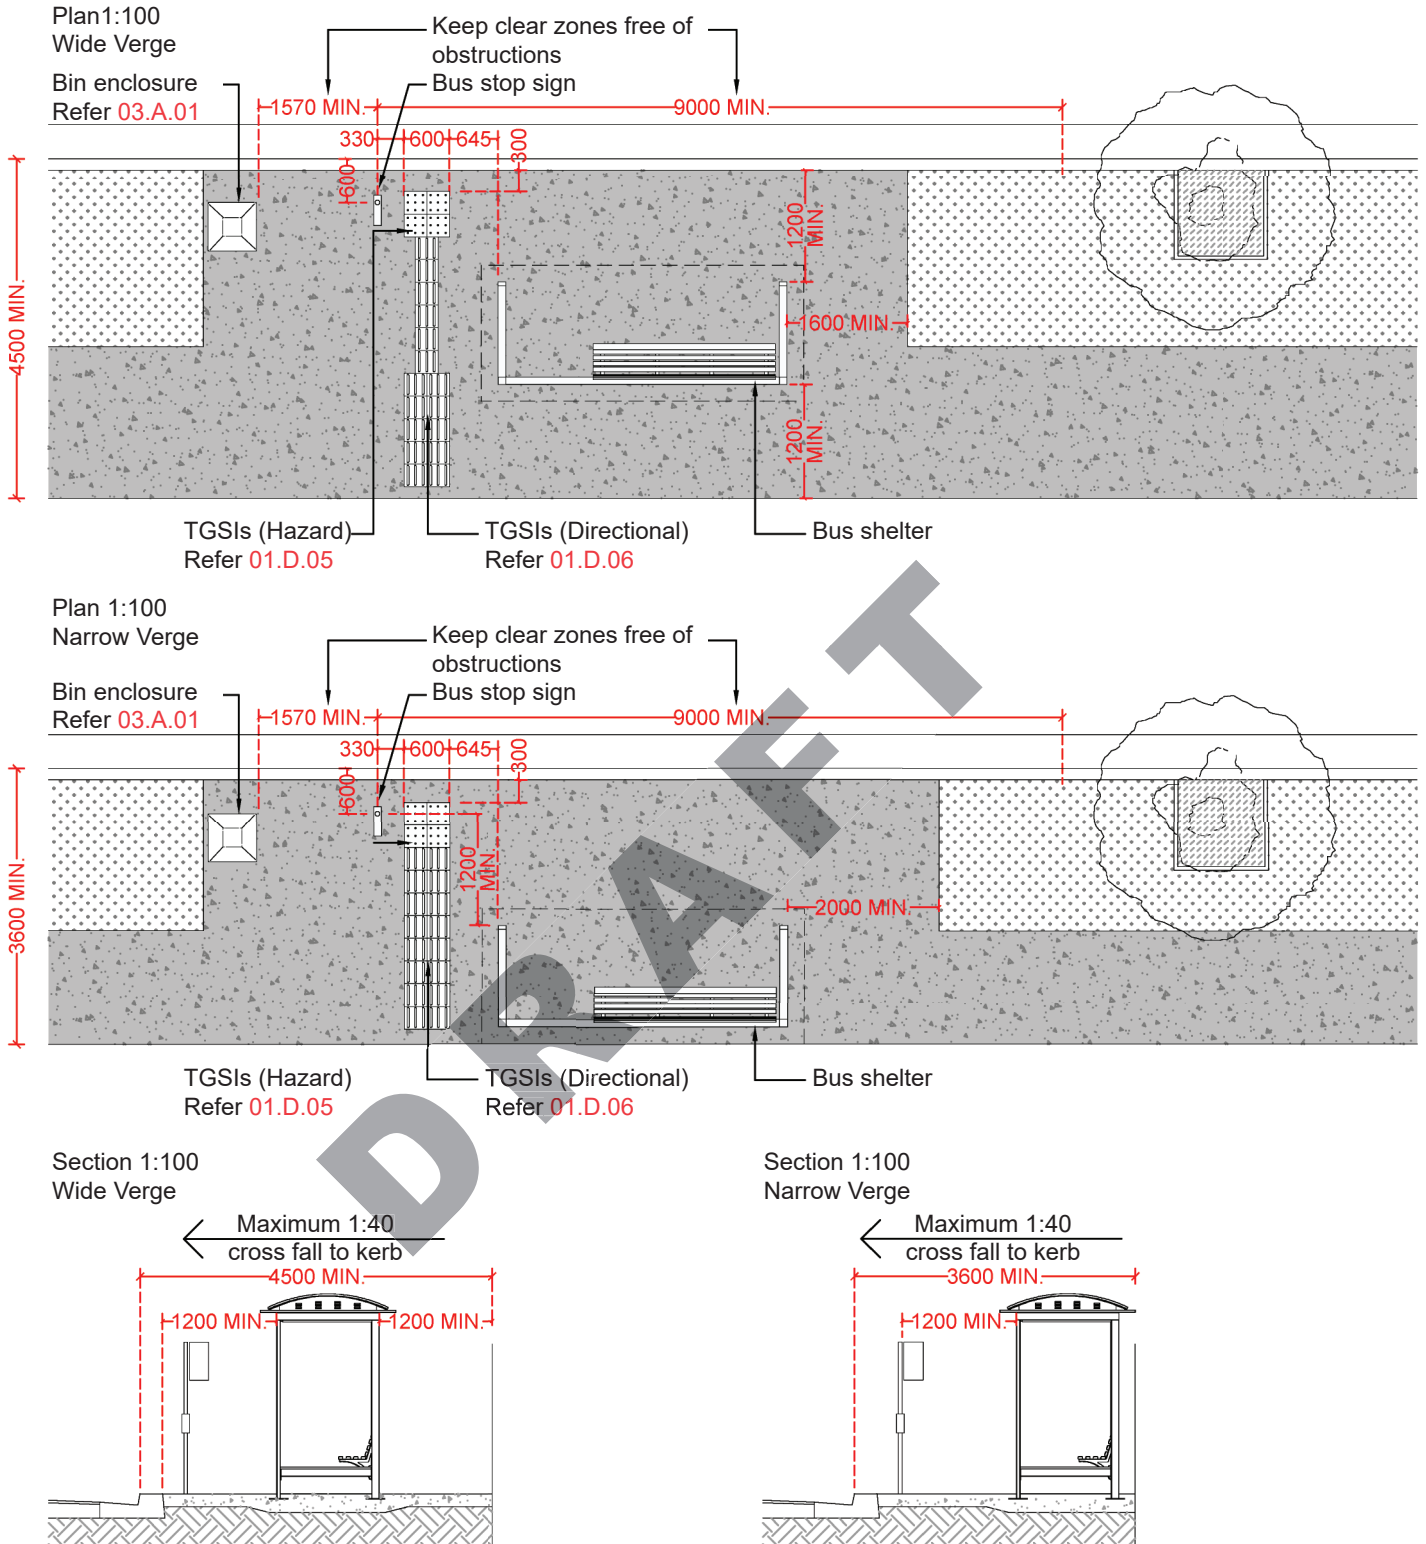 Plan1:100
Wide Verge
Keep clear zones free of
obstructions
Bin enclosure
Refer 03.A.01
Bus stop sign
1570 MIN.
9000 MIN.
330
600
645
300
600
4500 MIN.
1200
MIN
1600 MIN.
1200
MIN
TGSIs (Hazard)
Refer 01.D.05
TGSIs (Directional)
Refer 01.D.06
Bus shelter
Plan 1:100
Narrow Verge
Keep clear zones free of
obstructions
Bin enclosure
Refer 03.A.01
Bus stop sign
1570 MIN.
9000 MIN.
330
600
645
300
600
3600 MIN.
1200
MIN.
2000 MIN.
TGSIs (Hazard)
Refer 01.D.05
TGSIs (Directional)
Refer 01.D.06
Bus shelter
DRAFT
Section 1:100
Wide Verge
Maximum 1:40
cross fall to kerb
4500 MIN.
1200 MIN.
1200 MIN.
Section 1:100
Narrow Verge
Maximum 1:40
cross fall to kerb
3600 MIN.
1200 MIN.